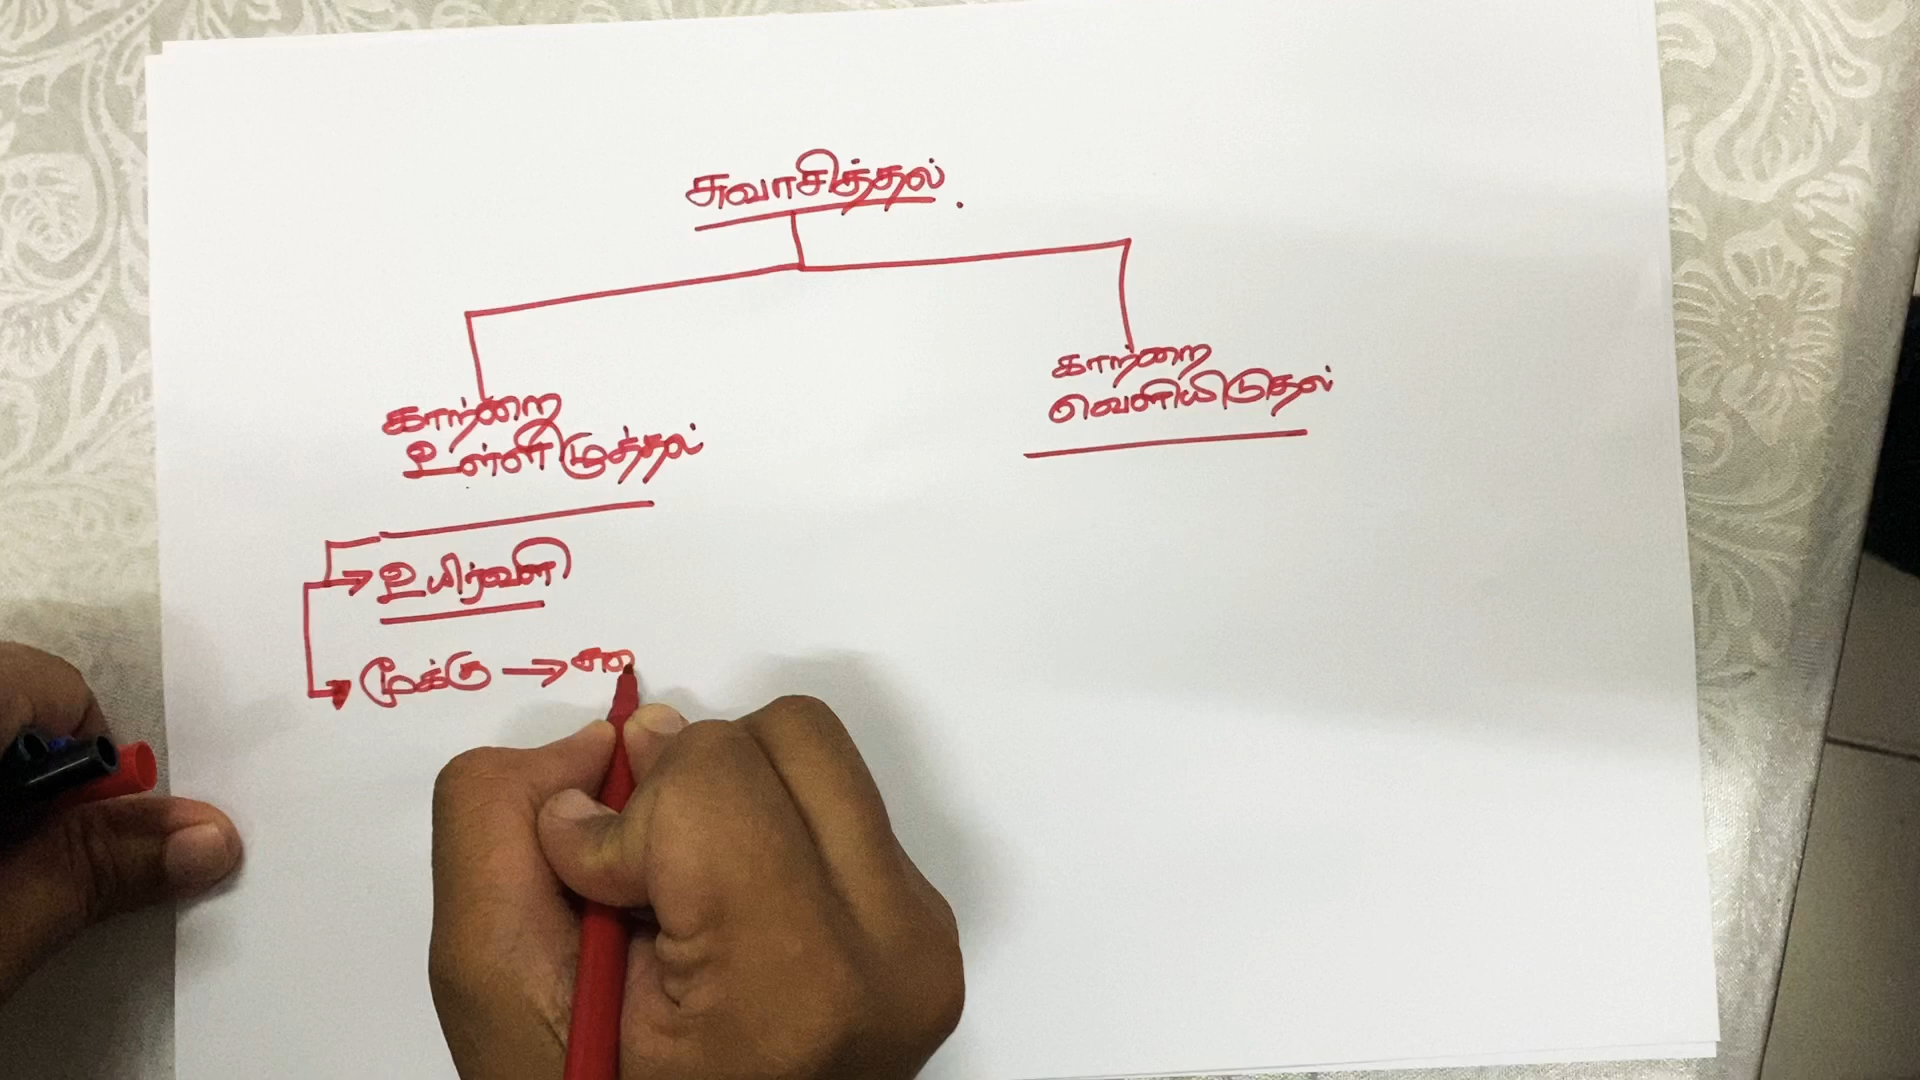 சுவாசித்தல்
காற்றை
உள்ளிழுத்தல்
காற்றை
வெளியிடுதல்
உயிர்வளி
மூக்கு →